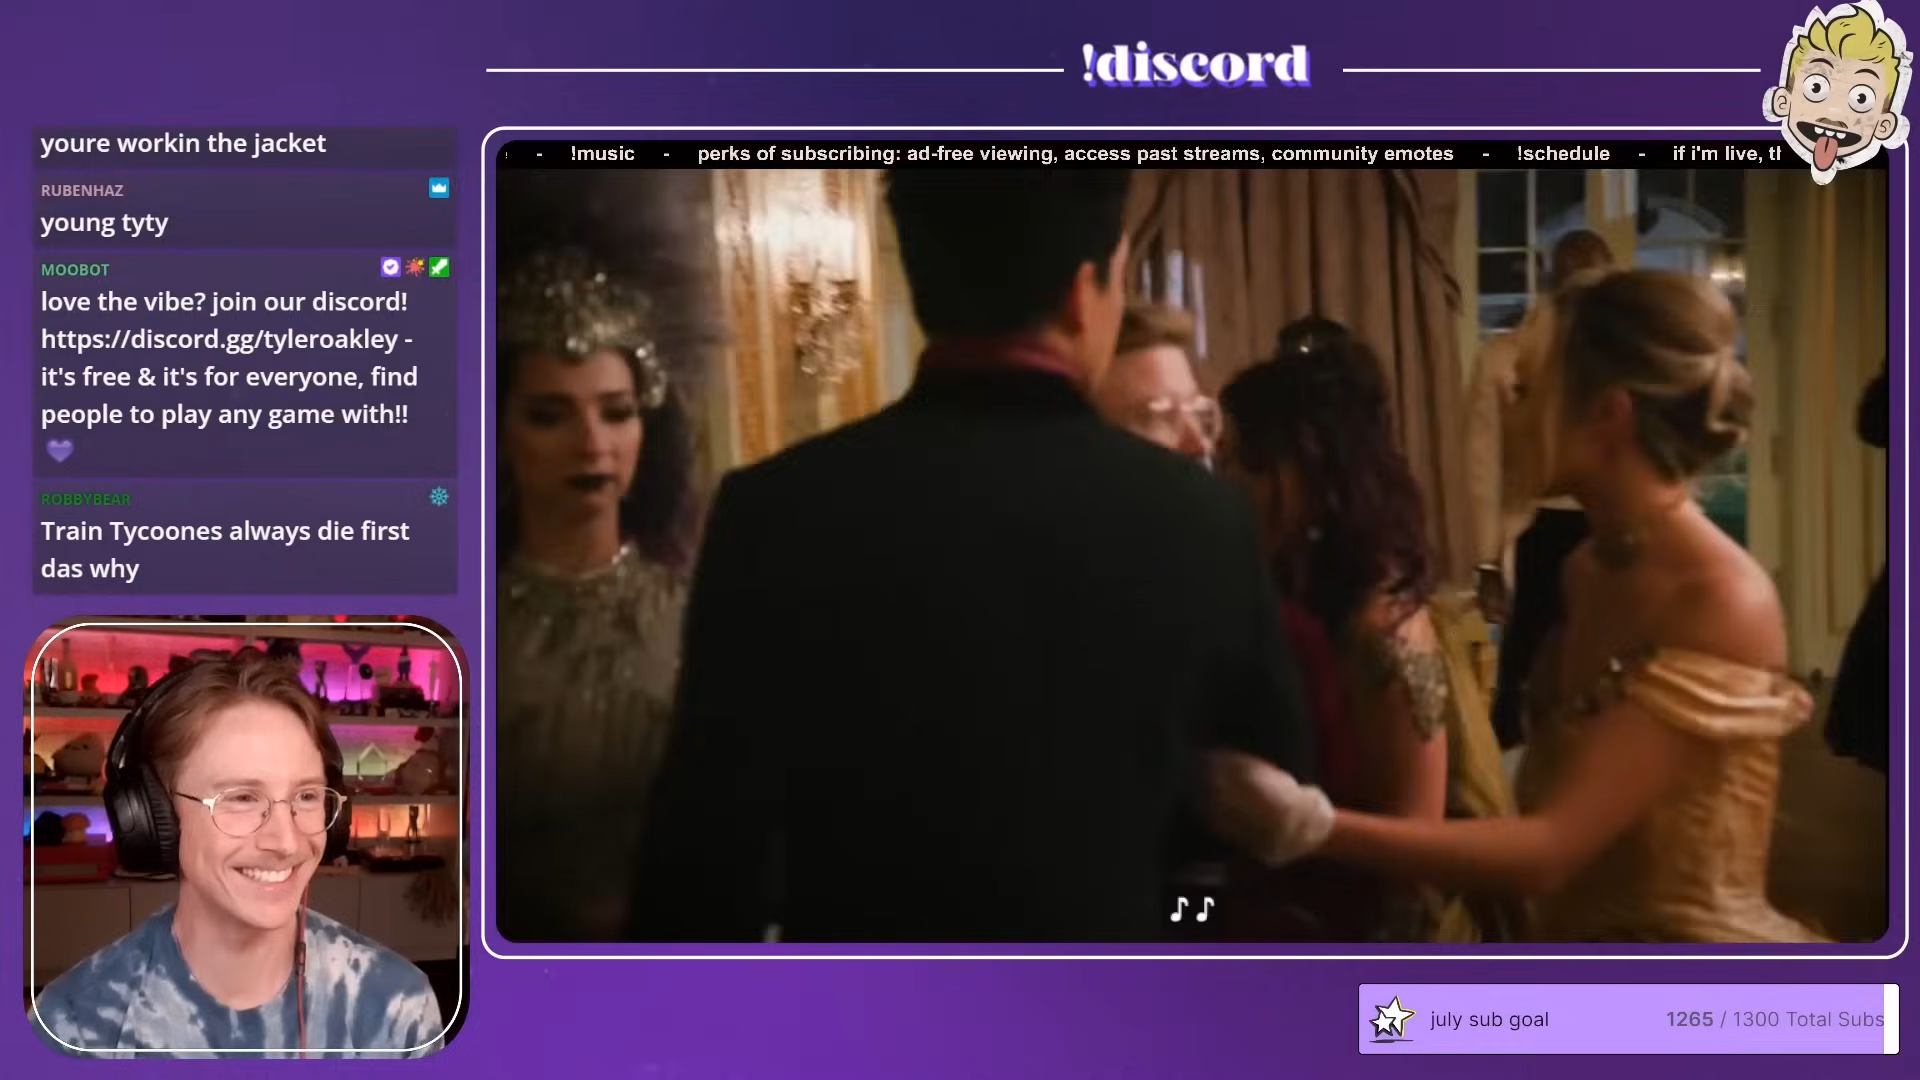 !discord
- !music - perks of subscribing: ad-free viewing, access past streams, community emotes - !schedule - if i'm live,
youre workin the jacket
RUBENHAZ
young tyty
MOOBOT
love the vibe? join our discord!
https://discord.gg/tyleroakley -
it's free & it's for everyone, find
people to play any game with!!
ROBBYBEAR
Train Tycoones always die first
das why
july sub goal 1265 / 1300 Total Subs